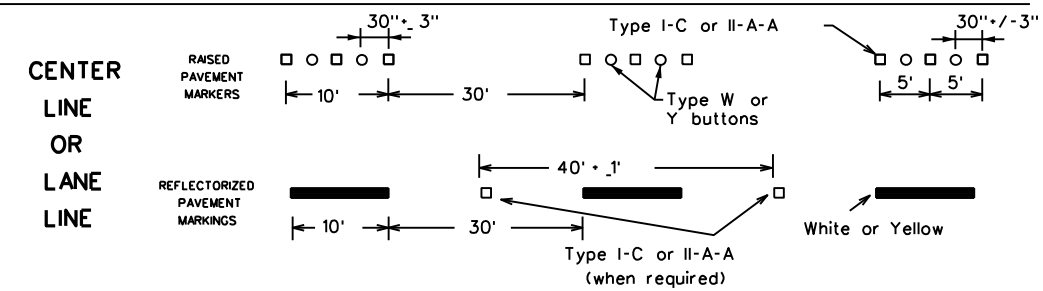 CENTER
LINE
OR
LANE
LINE
RAISED
PAVEMENT
MARKERS
30"+_ 3"
10'
30'
Type I-C or II-A-A
Type W or
Y buttons
30"+/-3"
5'
5'
REFLECTORIZED
PAVEMENT
MARKINGS
10'
30'
40' +_ 1'
Type I-C or II-A-A
(when required)
White or Yellow